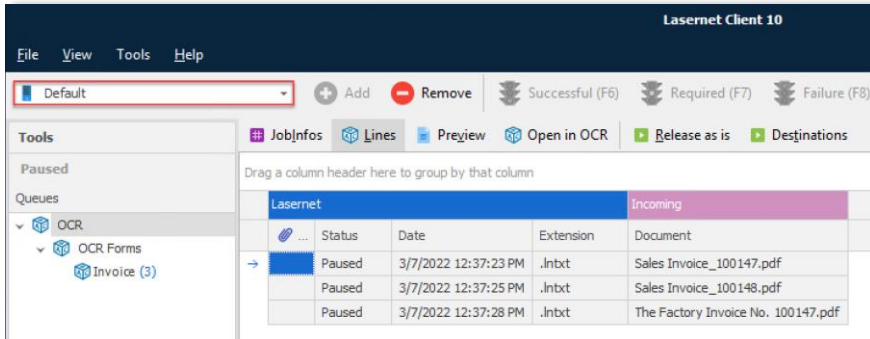 Lasernet Client 10
File View Tools Help
Default Add Remove Successful (F6) Required (F7) Failure (F8)
Tools
JobInfos Lines Preview Open in OCR Release as is Destinations
Paused
Drag a column header here to group by that column
Queues
Lasernet Incoming
OCR
... Status Date Extension Document
OCR Forms
Paused 3/7/2022 12:37:23 PM .lntxt Sales Invoice_100147.pdf
Invoice (3)
Paused 3/7/2022 12:37:25 PM .lntxt Sales Invoice_100148.pdf
Paused 3/7/2022 12:37:28 PM .lntxt The Factory Invoice No. 100147.pdf